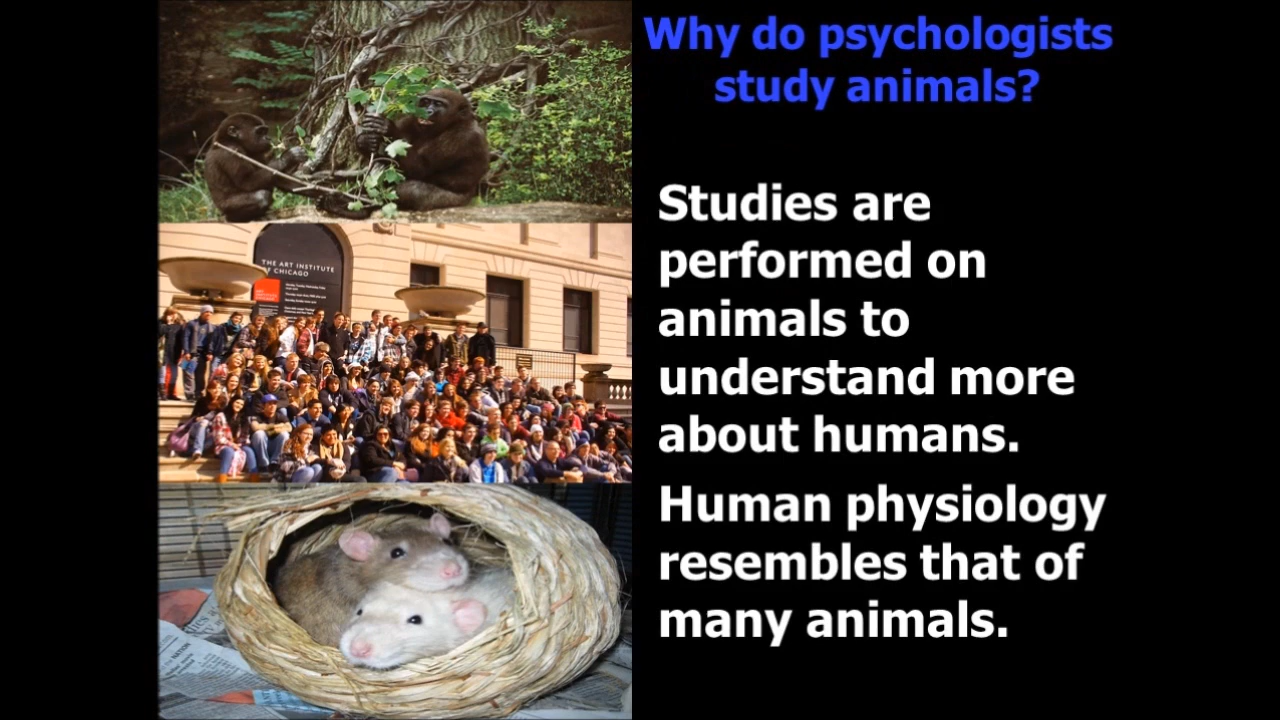 Why do psychologists
study animals?
Studies are
performed on
animals to
understand more
about humans.
Human physiology
resembles that of
many animals.
THE ART INSTITUTE
OF CHICAGO
NATION